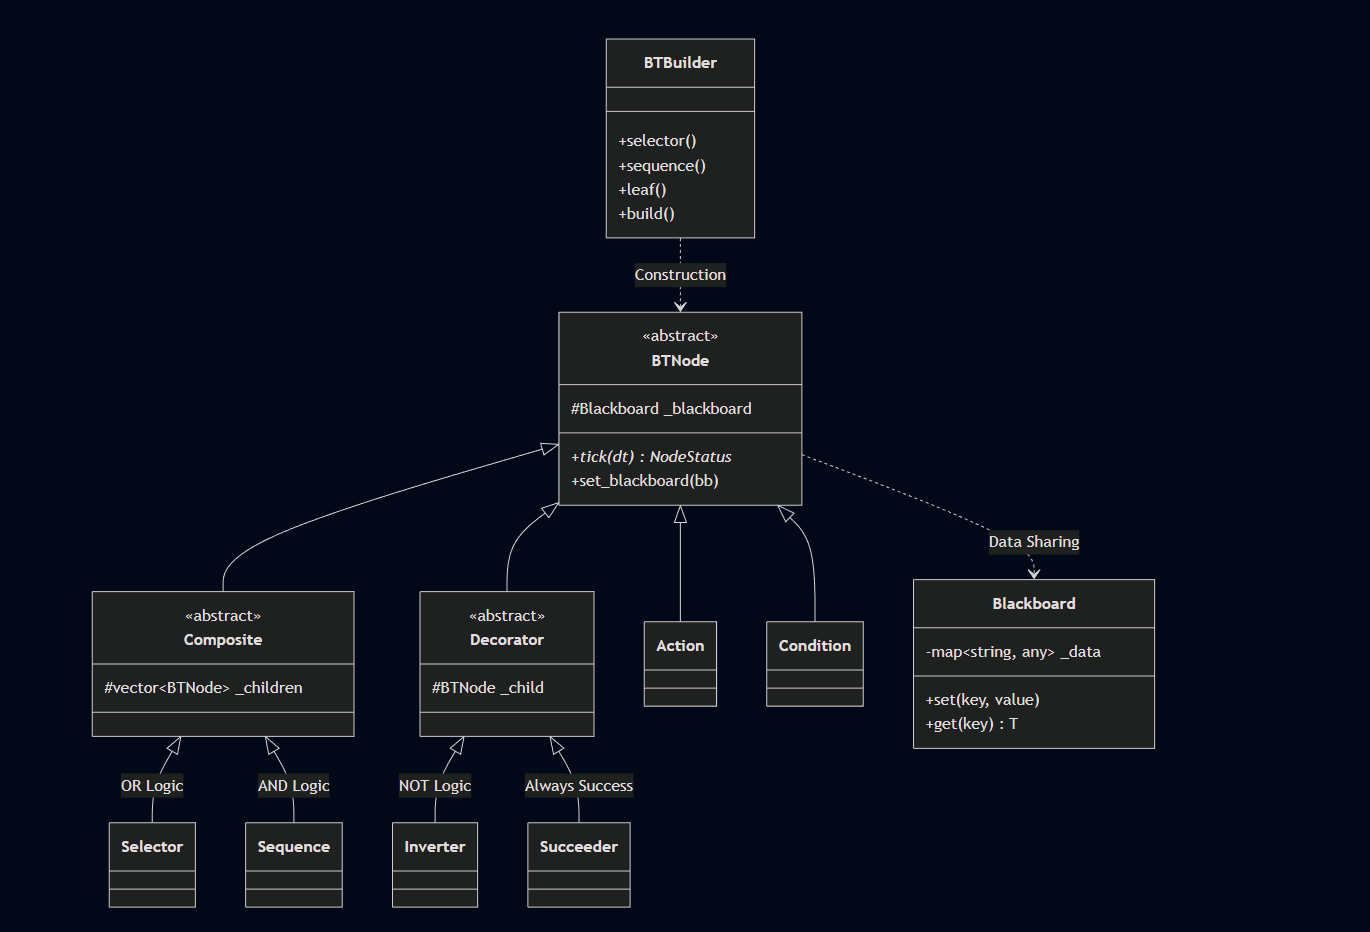 BTBuilder
+selector()
+sequence()
+leaf()
+build()
Construction
«abstract»
BTNode
#Blackboard _blackboard
+tick(dt) : NodeStatus
+set_blackboard(bb)
Data Sharing
«abstract»
Composite
#vector<BTNode> _children
«abstract»
Decorator
#BTNode _child
Action
Condition
Blackboard
-map<string, any> _data
+set(key, value)
+get(key) : T
OR Logic
AND Logic
NOT Logic
Always Success
Selector
Sequence
Inverter
Succeeder